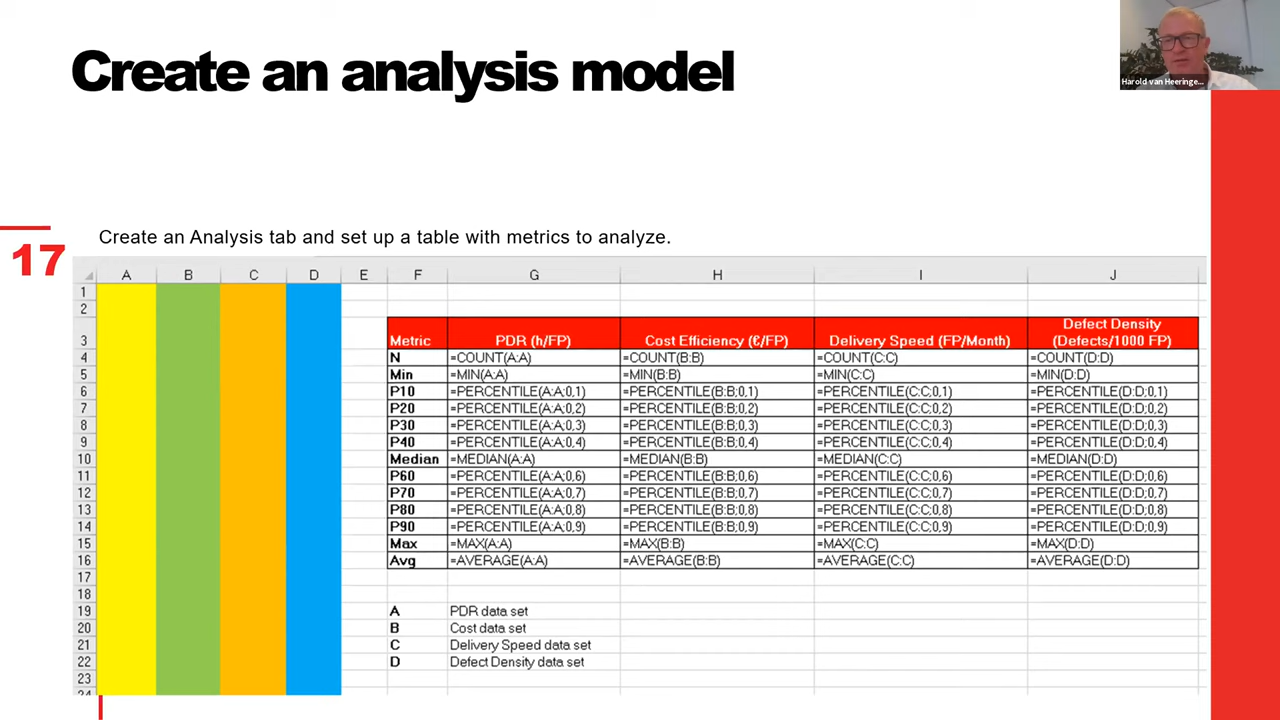 Create an analysis model
Harold van Heeringe...
17
Create an Analysis tab and set up a table with metrics to analyze.
A B C D E F G H I J
1
2
Defect Density
3 Metric PDR (h/FP) Cost Efficiency (€/FP) Delivery Speed (FP/Month) (Defects/1000 FP)
4 N =COUNT(A:A) =COUNT(B:B) =COUNT(C:C) =COUNT(D:D)
5 Min =MIN(A:A) =MIN(B:B) =MIN(C:C) =MIN(D:D)
6 P10 =PERCENTILE(A:A;0,1) =PERCENTILE(B:B;0,1) =PERCENTILE(C:C;0,1) =PERCENTILE(D:D;0,1)
7 P20 =PERCENTILE(A:A;0,2) =PERCENTILE(B:B;0,2) =PERCENTILE(C:C;0,2) =PERCENTILE(D:D;0,2)
8 P30 =PERCENTILE(A:A;0,3) =PERCENTILE(B:B;0,3) =PERCENTILE(C:C;0,3) =PERCENTILE(D:D;0,3)
9 P40 =PERCENTILE(A:A;0,4) =PERCENTILE(B:B;0,4) =PERCENTILE(C:C;0,4) =PERCENTILE(D:D;0,4)
10 Median =MEDIAN(A:A) =MEDIAN(B:B) =MEDIAN(C:C) =MEDIAN(D:D)
11 P60 =PERCENTILE(A:A;0,6) =PERCENTILE(B:B;0,6) =PERCENTILE(C:C;0,6) =PERCENTILE(D:D;0,6)
12 P70 =PERCENTILE(A:A;0,7) =PERCENTILE(B:B;0,7) =PERCENTILE(C:C;0,7) =PERCENTILE(D:D;0,7)
13 P80 =PERCENTILE(A:A;0,8) =PERCENTILE(B:B;0,8) =PERCENTILE(C:C;0,8) =PERCENTILE(D:D;0,8)
14 P90 =PERCENTILE(A:A;0,9) =PERCENTILE(B:B;0,9) =PERCENTILE(C:C;0,9) =PERCENTILE(D:D;0,9)
15 Max =MAX(A:A) =MAX(B:B) =MAX(C:C) =MAX(D:D)
16 Avg =AVERAGE(A:A) =AVERAGE(B:B) =AVERAGE(C:C) =AVERAGE(D:D)
17
18
19 A PDR data set
20 B Cost data set
21 C Delivery Speed data set
22 D Defect Density data set
23
24